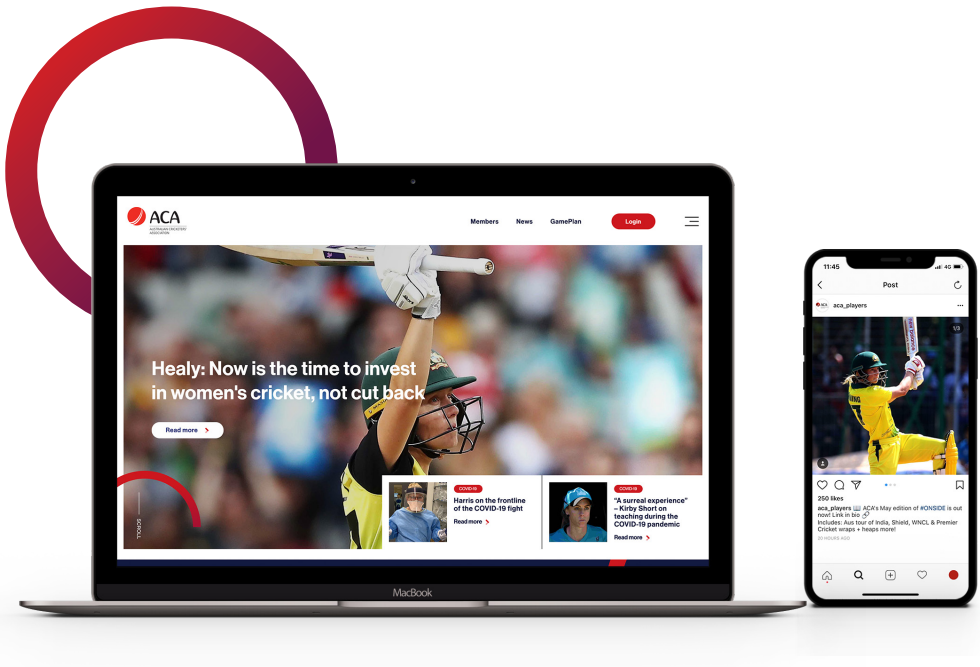 ACA
AUSTRALIAN CRICKETERS'
ASSOCIATION
Members
News
GamePlan
Login
Healy: Now is the time to invest
in women's cricket, not cut back
Read more
SCROLL
COVID-19
Harris on the frontline
of the COVID-19 fight
Read more
COVID-19
"A surreal experience"
– Kirby Short on
teaching during the
COVID-19 pandemic
Read more
MacBook
11:45
4G
Post
ACA
aca_players
1/3
new balance
250 likes
aca_players 📖 ACA's May edition of #ONSIDE is out
now! Link in bio 🔗
Includes: Aus tour of India, Shield, WNCL & Premier
Cricket wraps + heaps more!
20 HOURS AGO